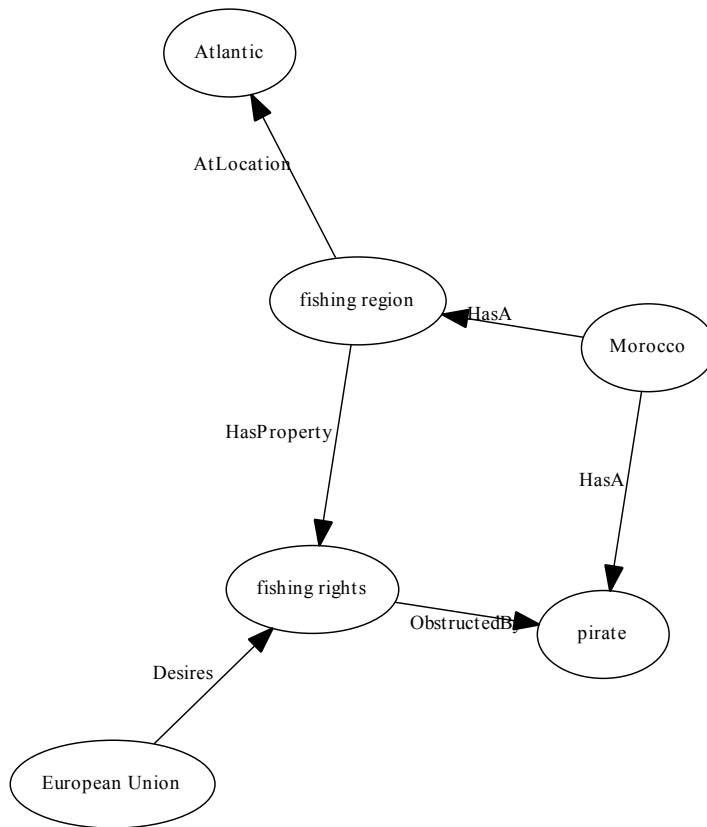 Atlantic
AtLocation
fishing region
HasA
Morocco
HasProperty
HasA
fishing rights
ObstructedBy
pirate
Desires
European Union